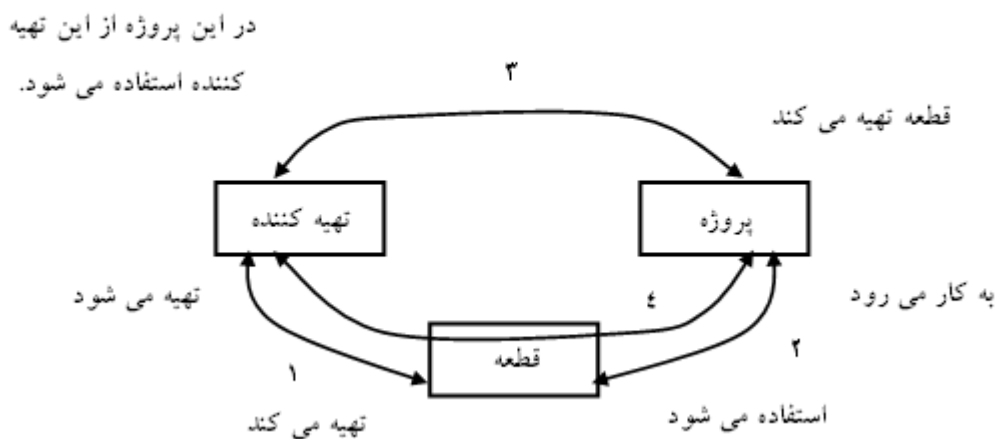 در این پروژه از این تهیه
کننده استفاده می شود.
۳
قطعه تهیه می کند
پروژه
تهیه کننده
به کار می رود
٤
تهیه می شود
۲
قطعه
۱
استفاده می شود
تهیه می کند